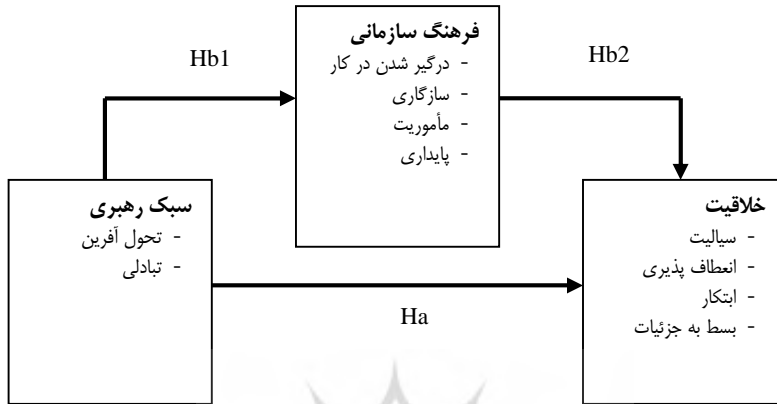 فرهنگ سازمانی
- درگیر شدن در کار
- سازگاری
- مأموریت
- پایداری
Hb1
Hb2
سبک رهبری
- تحول آفرین
- تبادلی
خلاقیت
- سیالیت
- انعطاف پذیری
- ابتکار
- بسط به جزئیات
Ha